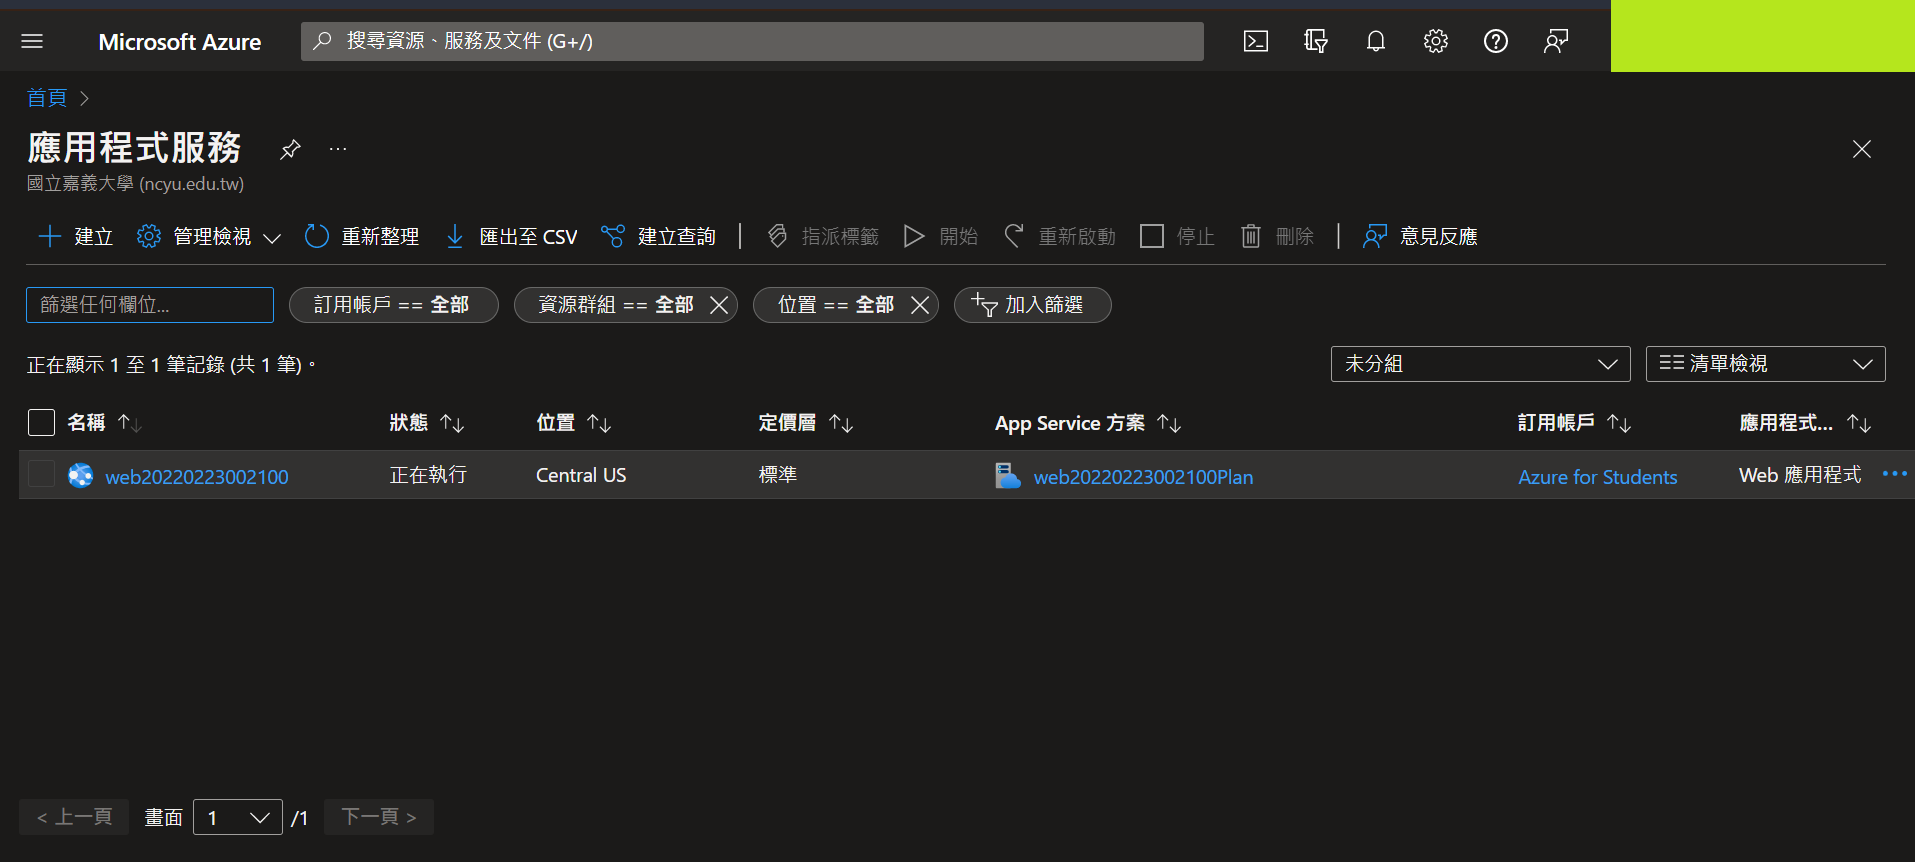 Microsoft Azure 搜尋資源、服務及文件 (G+/)
首頁 >
應用程式服務 ...
國立嘉義大學 (ncyu.edu.tw)
建立 管理檢視 重新整理 匯出至 CSV 建立查詢 指派標籤 開始 重新啟動 停止 刪除 意見反應
篩選任何欄位... 訂用帳戶 == 全部 資源群組 == 全部 位置 == 全部 加入篩選
正在顯示 1 至 1 筆記錄 (共 1 筆)。 未分組 清單檢視
名稱 狀態 位置 定價層 App Service 方案 訂用帳戶 應用程式...
web20220223002100 正在執行 Central US 標準 web20220223002100Plan Azure for Students Web 應用程式
< 上一頁 畫面 1 /1 下一頁 >